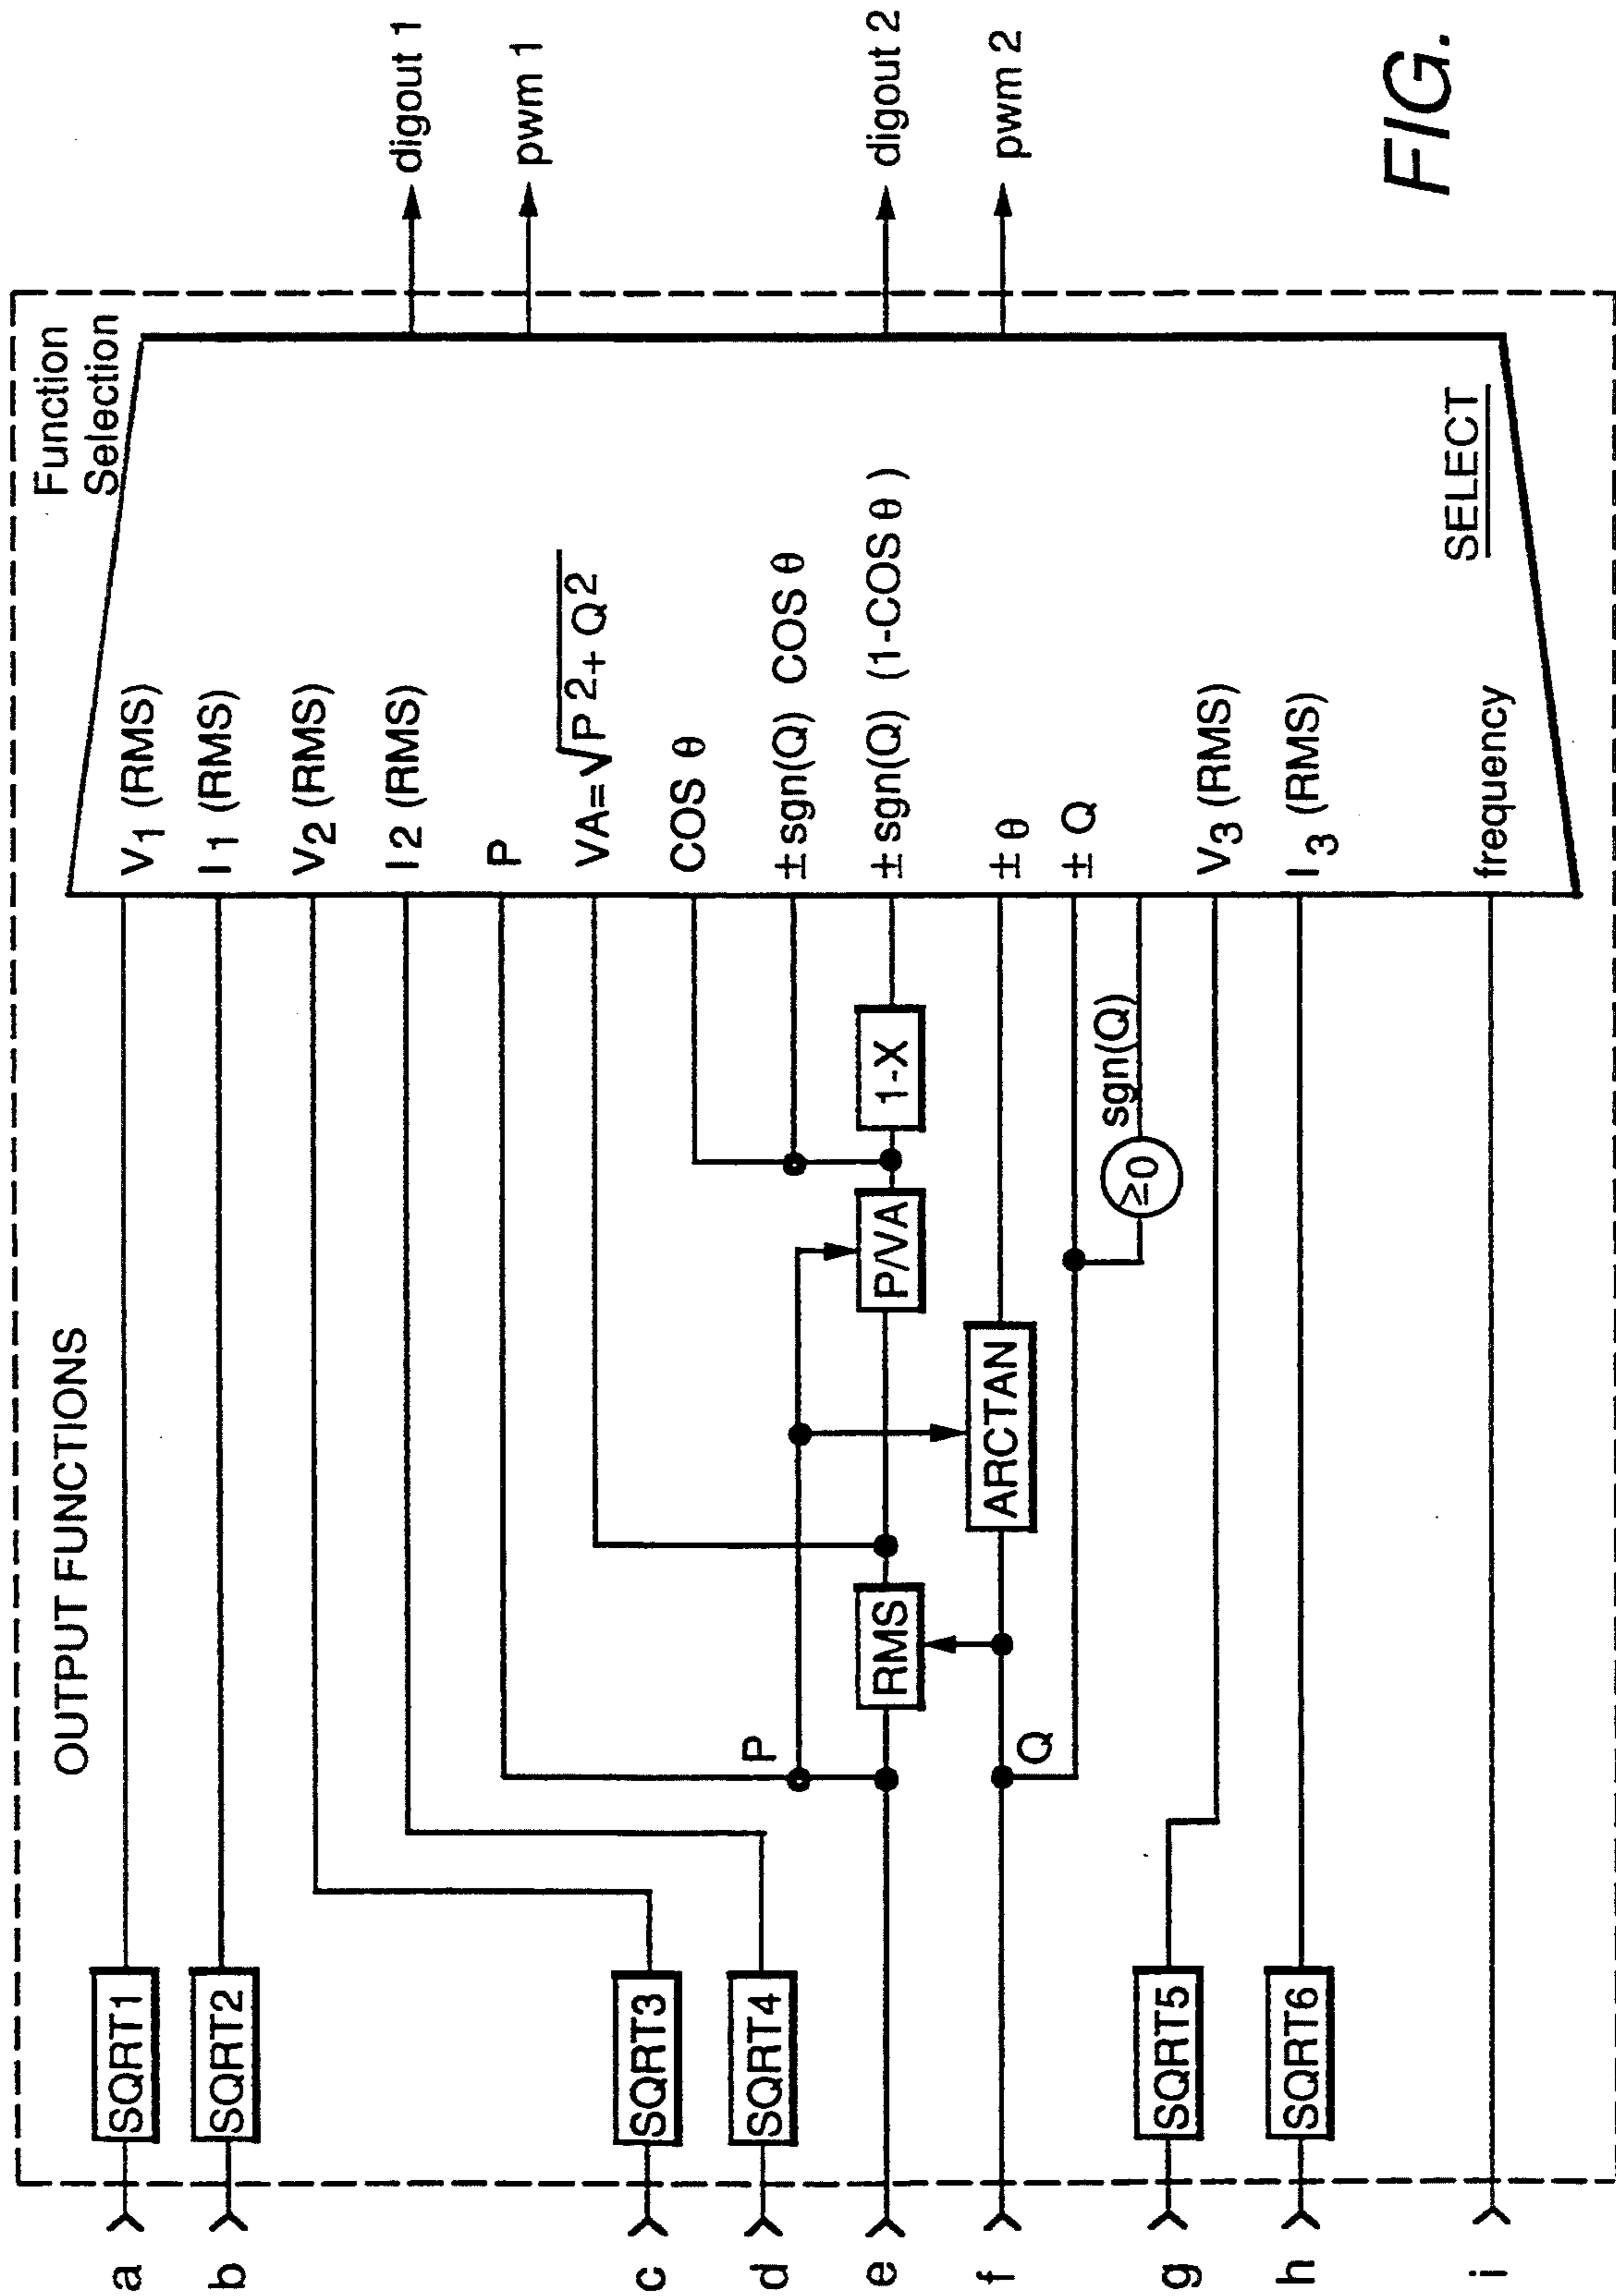 OUTPUT FUNCTIONS
Function
Selection
a
SQRT1
V1 (RMS)
b
SQRT2
I1 (RMS)
V2 (RMS)
I2 (RMS)
digout 1
P
pwm 1
VA=√P2+ Q2
c
SQRT3
COS θ
d
SQRT4
P
±sgn(Q) COS θ
e
RMS
P/VA
1-X
±sgn(Q) (1-COS θ)
digout 2
f
Q
ARCTAN
±θ
pwm 2
±Q
≥0
sgn(Q)
g
SQRT5
V3 (RMS)
h
SQRT6
I3 (RMS)
SELECT
i
frequency
FIG.